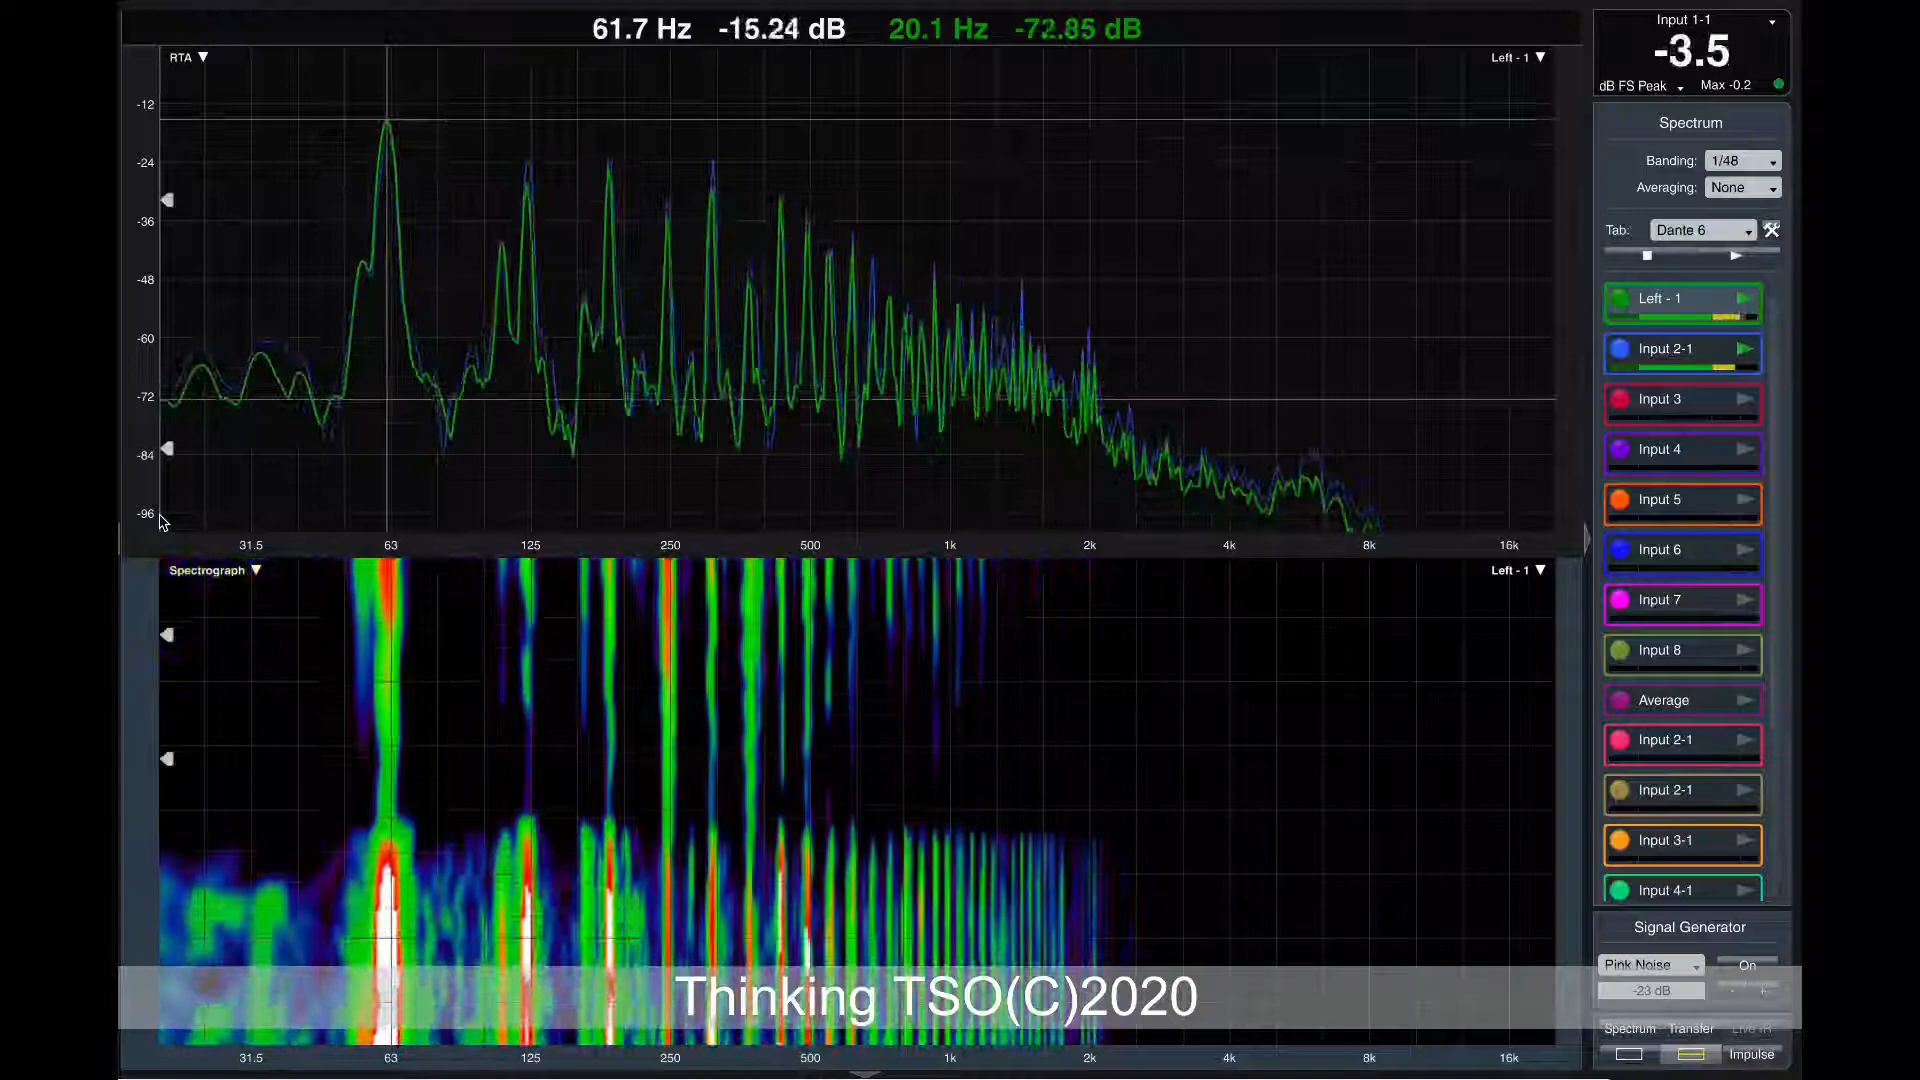 61.7 Hz -15.24 dB 20.1 Hz -72.85 dB
RTA Left - 1
-12
-24
-36
-48
-60
-72
-84
-96
31.5 63 125 250 500 1k 2k 4k 8k 16k
Spectrograph Left - 1
31.5 63 125 250 500 1k 2k 4k 8k 16k
Thinking TSO(C)2020
Input 1-1
-3.5
dB FS Peak Max -0.2
Spectrum
Banding: 1/48
Averaging: None
Tab: Dante 6
Left - 1
Input 2-1
Input 3
Input 4
Input 5
Input 6
Input 7
Input 8
Average
Input 2-1
Input 2-1
Input 3-1
Input 4-1
Signal Generator
Pink Noise On
-23 dB - +
Spectrum Transfer Live IR
Impulse